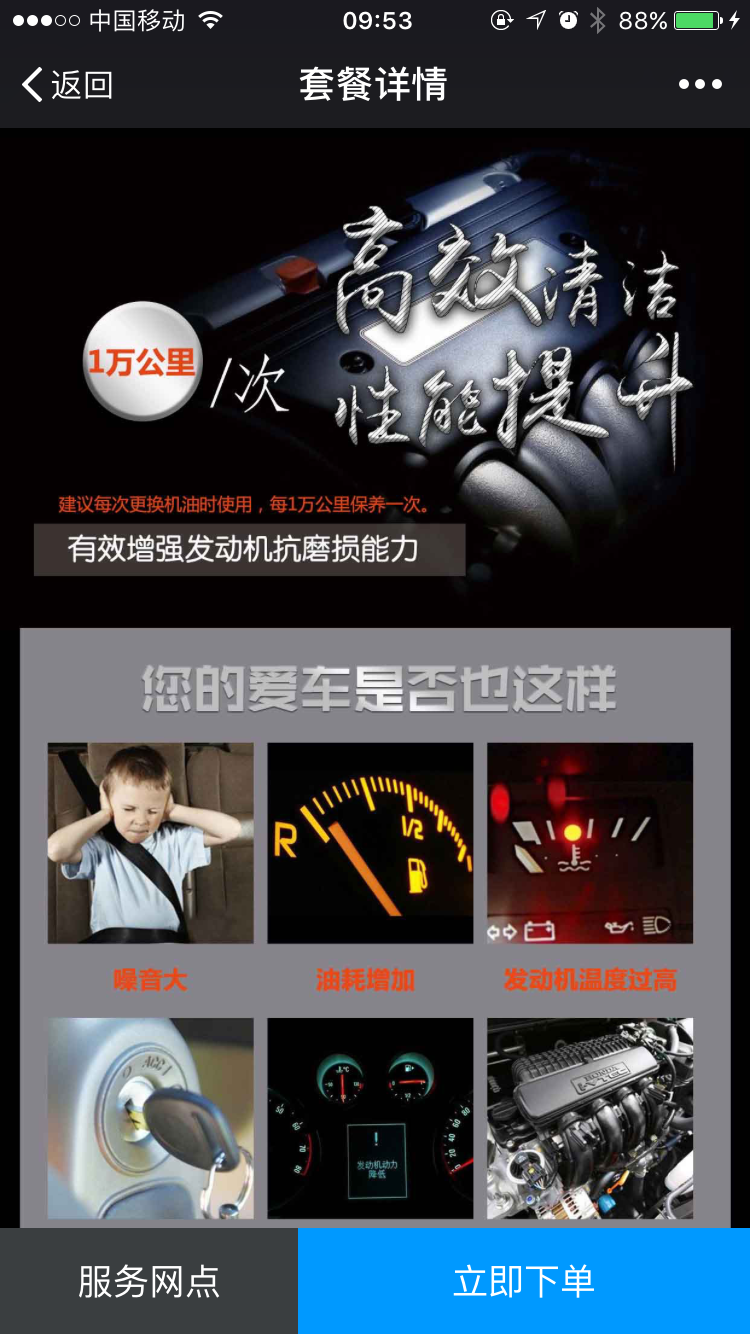 中国移动 09:53 88%
返回 套餐详情
高效清洁
1万公里/次
性能提升
建议每次更换机油时使用，每1万公里保养一次。
有效增强发动机抗磨损能力
您的爱车是否也这样
R 1/2
噪音大 油耗增加 发动机温度过高
ACC
!
发动机动力
降低
服务网点 立即下单